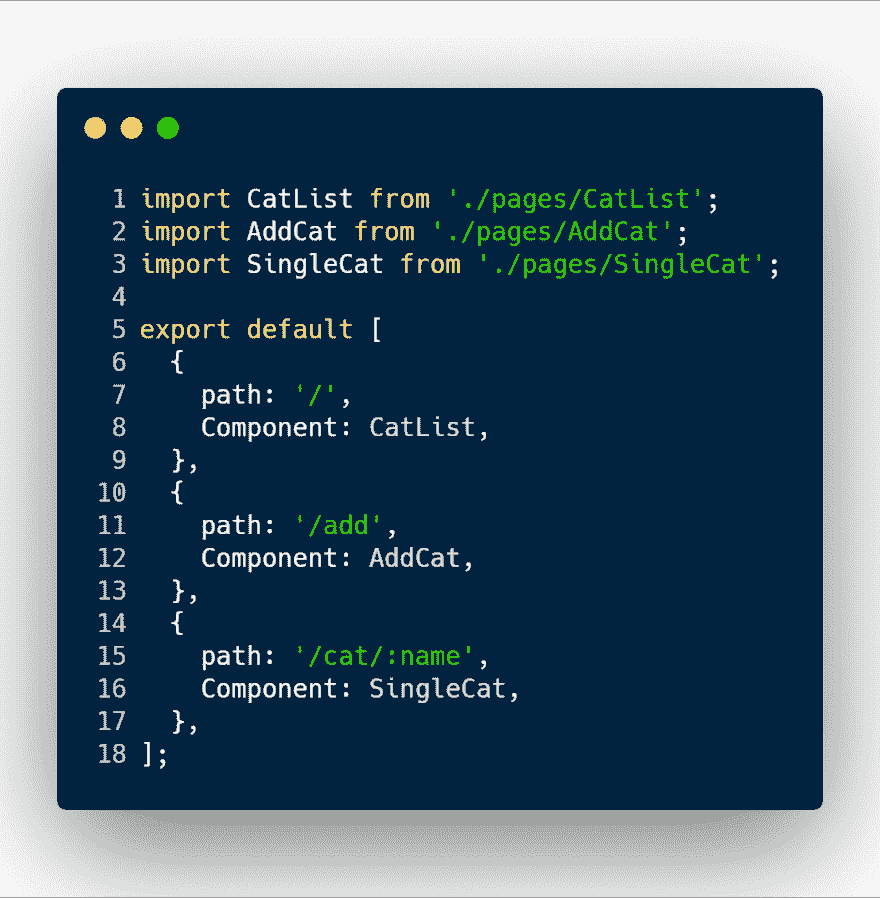 1 import CatList from './pages/CatList';
2 import AddCat from './pages/AddCat';
3 import SingleCat from './pages/SingleCat';
4
5 export default [
6   {
7     path: '/',
8     Component: CatList,
9   },
10   {
11     path: '/add',
12     Component: AddCat,
13   },
14   {
15     path: '/cat/:name',
16     Component: SingleCat,
17   },
18 ];